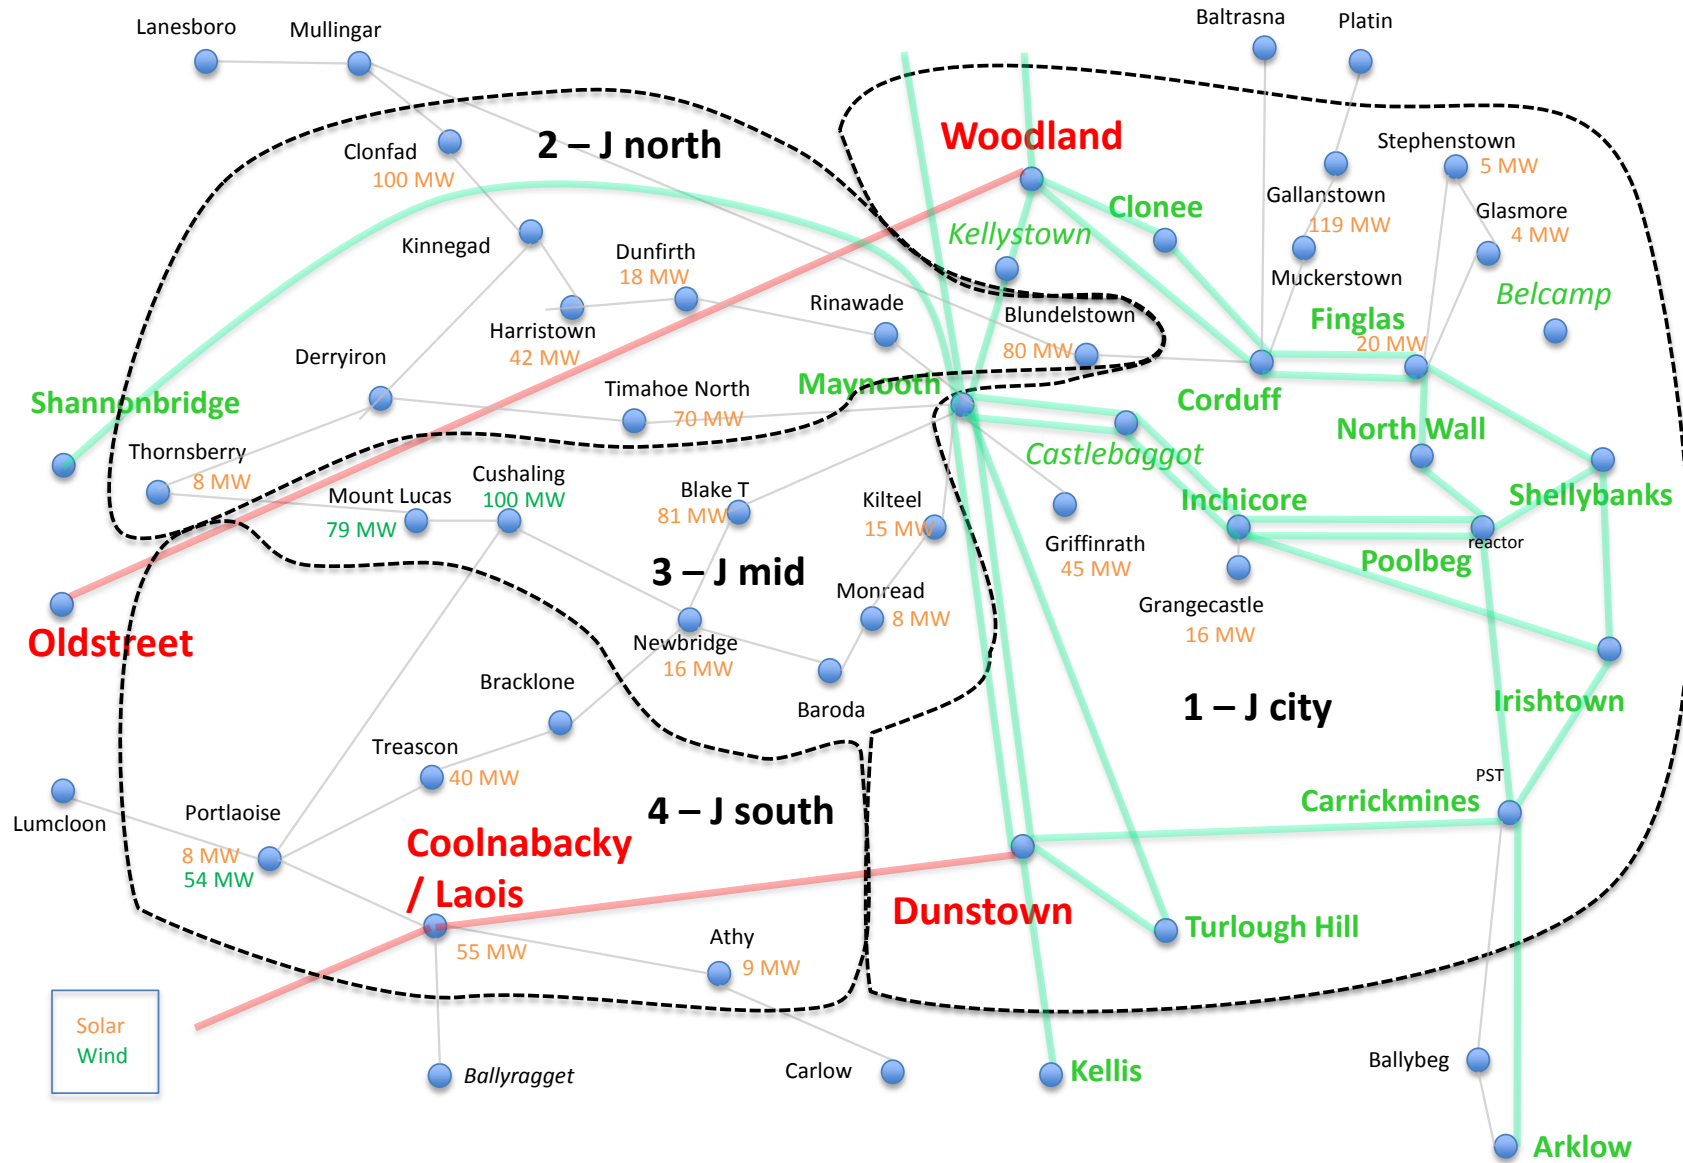 Lanesboro
Mullingar
Baltrasna
Platin
2 – J north
Woodland
Clonfad
100 MW
Stephenstown
5 MW
Gallanstown
119 MW
Clonee
Glasmore
4 MW
Kellystown
Kinnegad
Dunfirth
18 MW
Muckerstown
Belcamp
Rinawade
Blundelstown
80 MW
Finglas
20 MW
Harristown
42 MW
Derryiron
Timahoe North
70 MW
Maynooth
Corduff
Shannonbridge
North Wall
Thornsberry
8 MW
Castlebaggot
Mount Lucas
79 MW
Cushaling
100 MW
Blake T
81 MW
Kilteel
15 MW
Inchicore
Shellybanks
Griffinrath
45 MW
Poolbeg
reactor
3 – J mid
Monread
8 MW
Grangecastle
16 MW
Oldstreet
Newbridge
16 MW
Bracklone
Baroda
1 – J city
Irishtown
Treascon
40 MW
PST
Lumcloon
Portlaoise
8 MW
54 MW
4 – J south
Carrickmines
Coolnabacky
/ Laois
55 MW
Dunstown
Turlough Hill
Athy
9 MW
Solar
Wind
Ballyragget
Carlow
Kellis
Ballybeg
Arklow